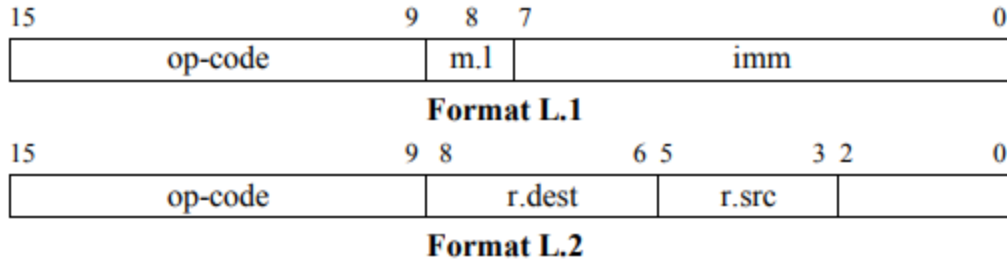 15 9 8 7 0
op-code m.l imm
Format L.1
15 9 8 6 5 3 2 0
op-code r.dest r.src
Format L.2